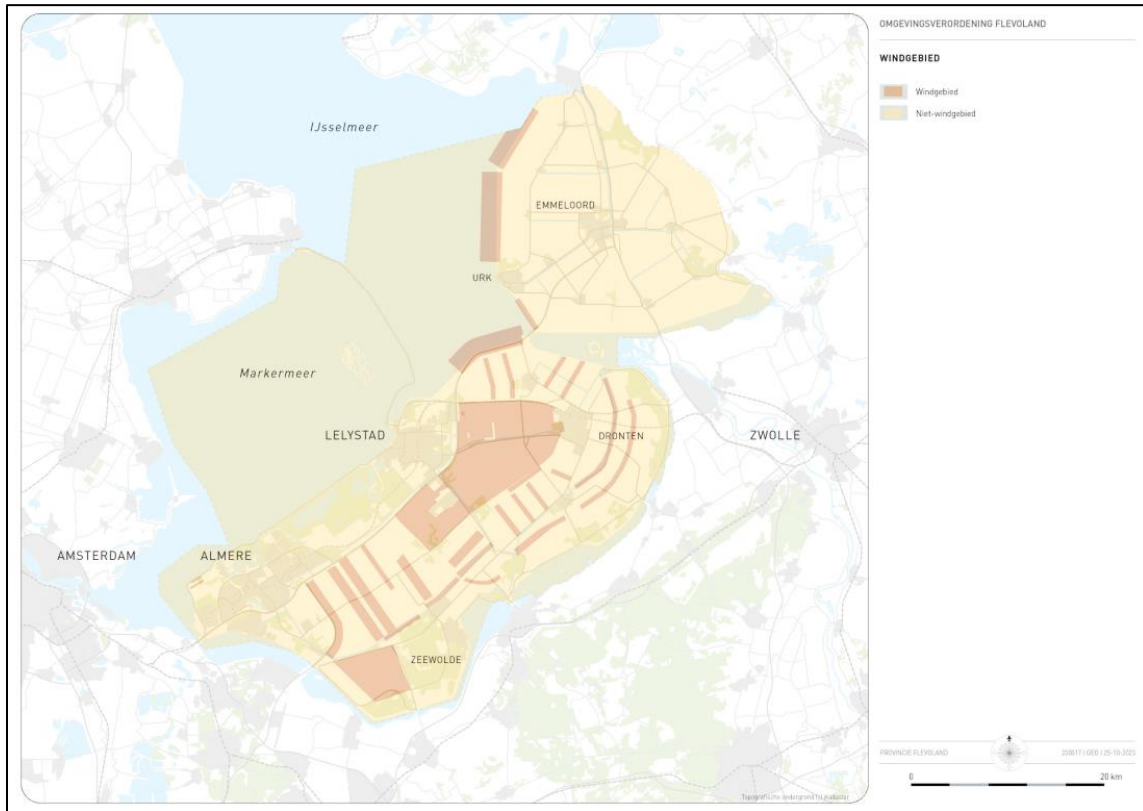 OMGEVINGSVERORDENING FLEVOLAND
WINDGEBIED
Windgebied
Niet-windgebied
IJsselmeer
EMMELOORD
URK
Markermeer
LELYSTAD
DRONTEN
ZWOLLE
AMSTERDAM
ALMERE
ZEEWOLDE
PROVINCIE FLEVOLAND
0
20 km